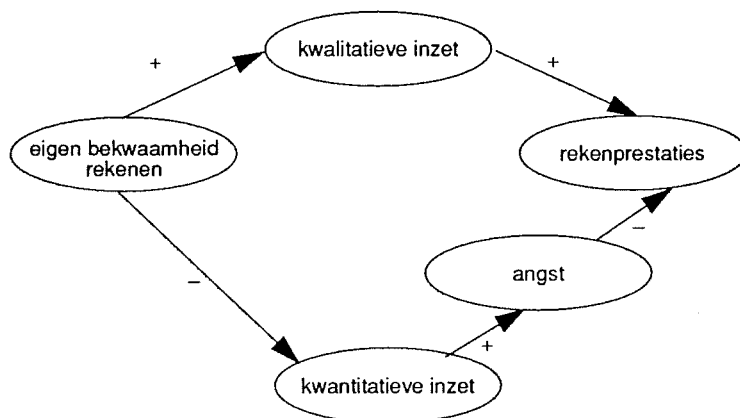 kwalitatieve inzet
+
+
eigen bekwaamheid
rekenen
rekenprestaties
–
angst
–
+
kwantitatieve inzet